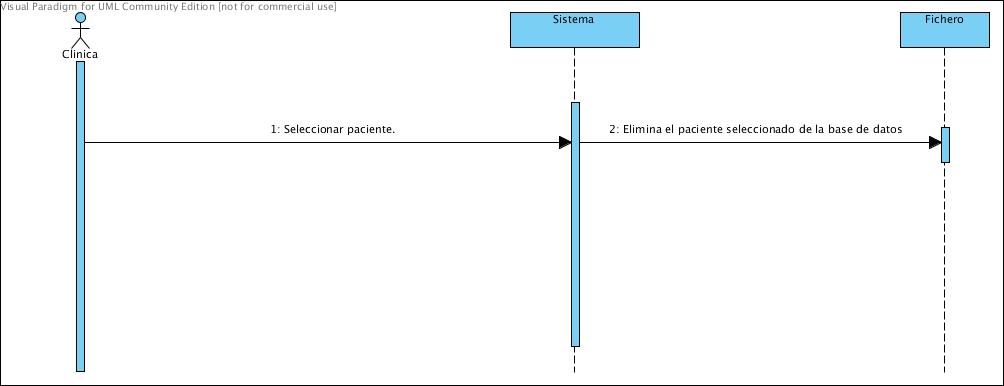 Visual Paradigm for UML Community Edition [not for commercial use]
Clinica
Sistema
Fichero
1: Seleccionar paciente.
2: Elimina el paciente seleccionado de la base de datos